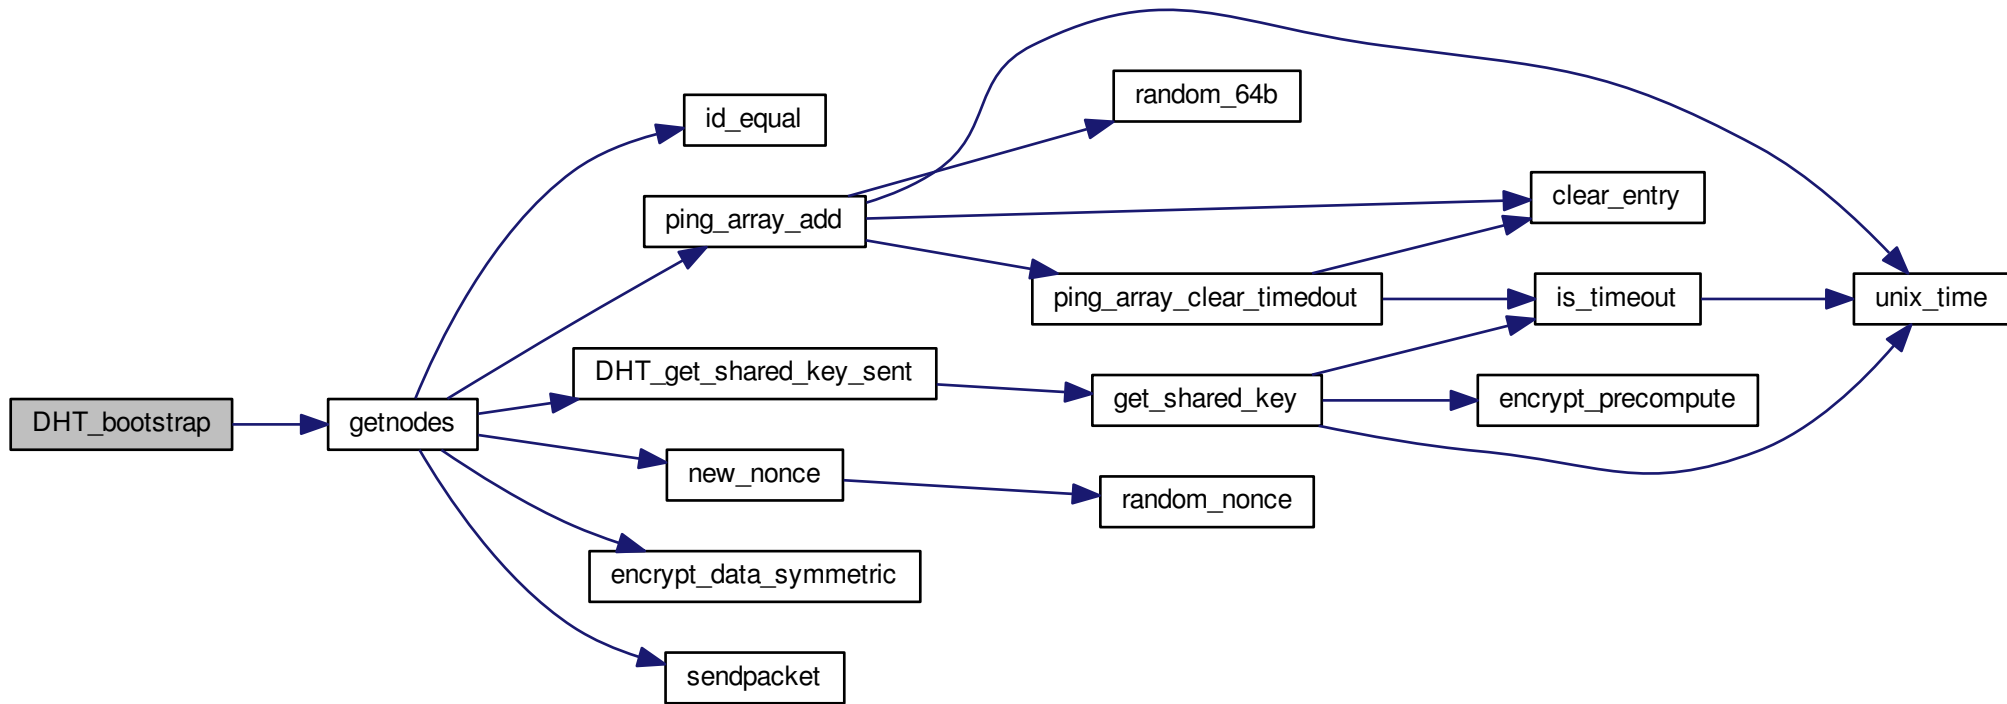 DHT_bootstrap
getnodes
id_equal
ping_array_add
DHT_get_shared_key_sent
new_nonce
encrypt_data_symmetric
sendpacket
random_64b
ping_array_clear_timedout
get_shared_key
random_nonce
clear_entry
is_timeout
encrypt_precompute
unix_time